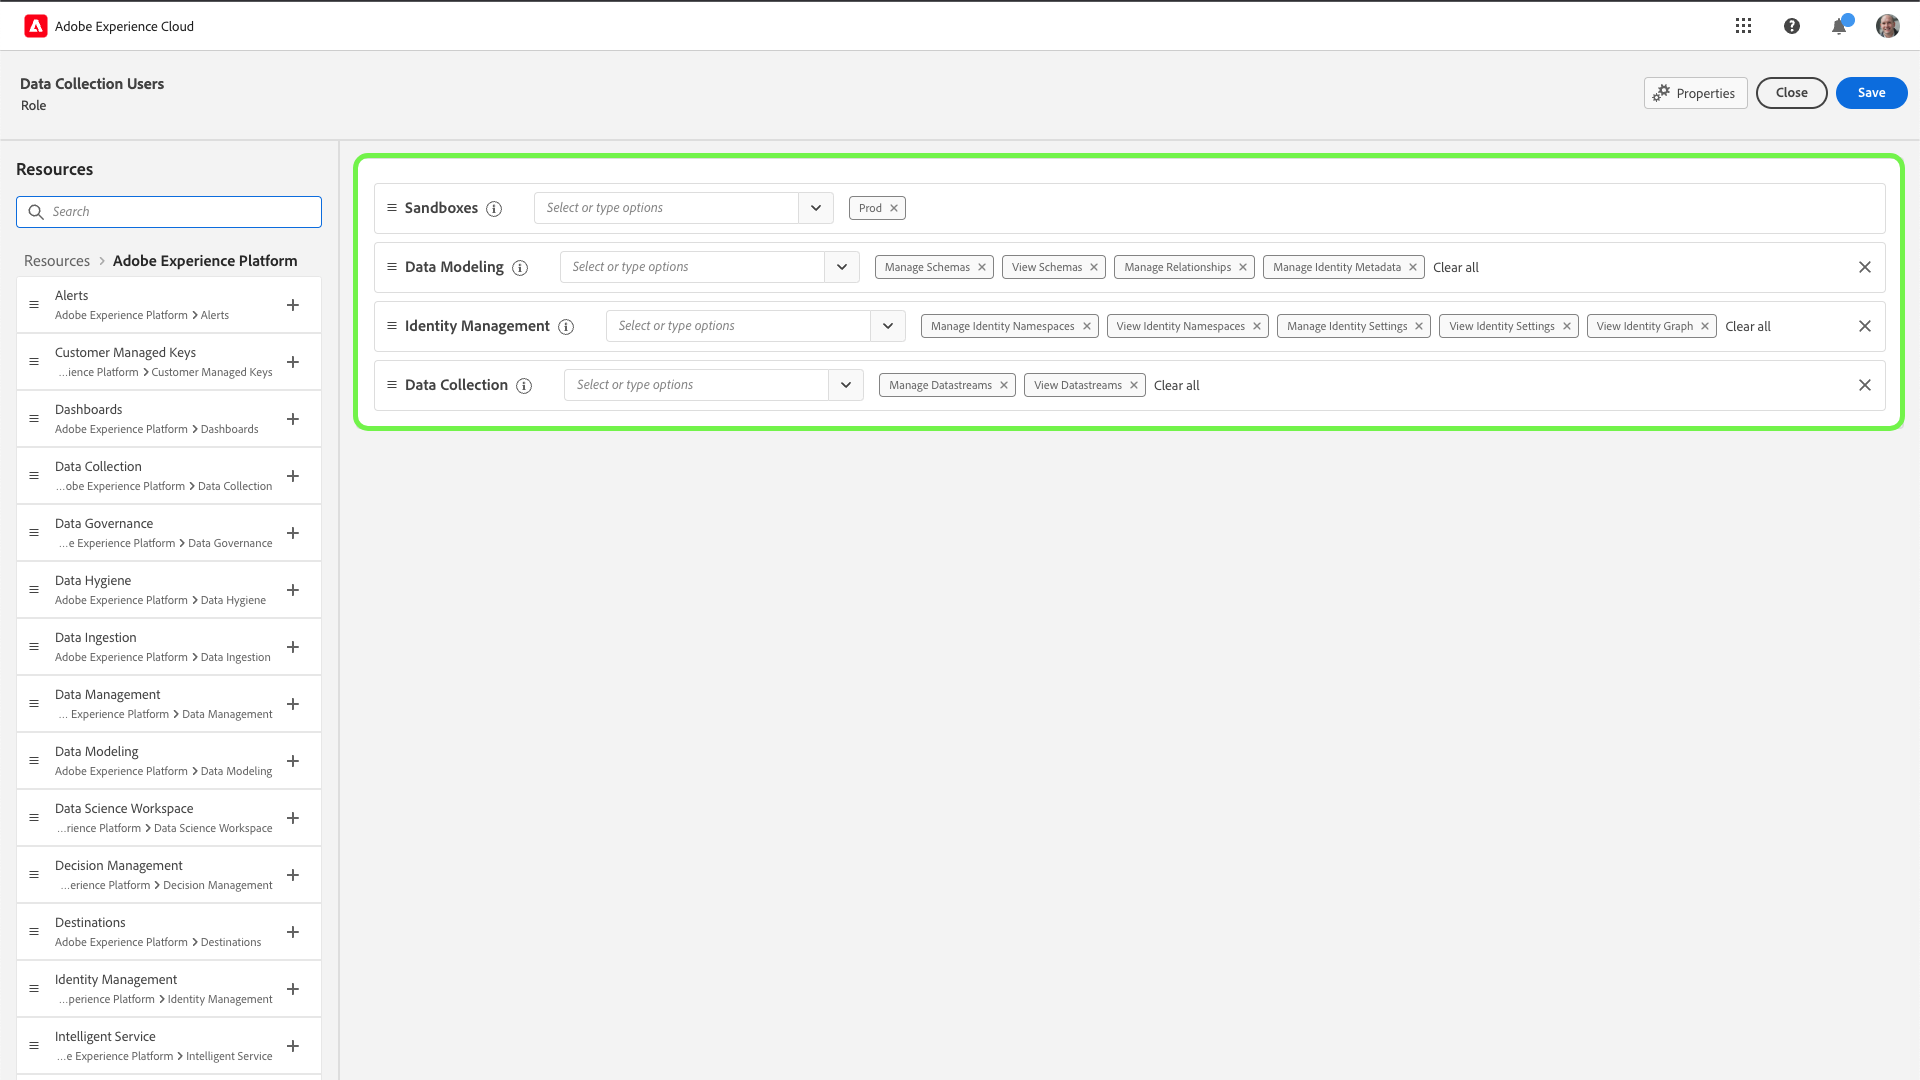 Adobe Experience Cloud
Data Collection Users
Role
Properties
Close
Save
Resources
Search
Resources > Adobe Experience Platform
Alerts
Adobe Experience Platform > Alerts
Customer Managed Keys
...ience Platform > Customer Managed Keys
Dashboards
Adobe Experience Platform > Dashboards
Data Collection
...obe Experience Platform > Data Collection
Data Governance
...e Experience Platform > Data Governance
Data Hygiene
Adobe Experience Platform > Data Hygiene
Data Ingestion
Adobe Experience Platform > Data Ingestion
Data Management
... Experience Platform > Data Management
Data Modeling
Adobe Experience Platform > Data Modeling
Data Science Workspace
...rience Platform > Data Science Workspace
Decision Management
...erience Platform > Decision Management
Destinations
Adobe Experience Platform > Destinations
Identity Management
...perience Platform > Identity Management
Intelligent Service
...e Experience Platform > Intelligent Service
Sandboxes Select or type options Prod
Data Modeling Select or type options Manage Schemas View Schemas Manage Relationships Manage Identity Metadata Clear all
Identity Management Select or type options Manage Identity Namespaces View Identity Namespaces Manage Identity Settings View Identity Settings View Identity Graph Clear all
Data Collection Select or type options Manage Datastreams View Datastreams Clear all